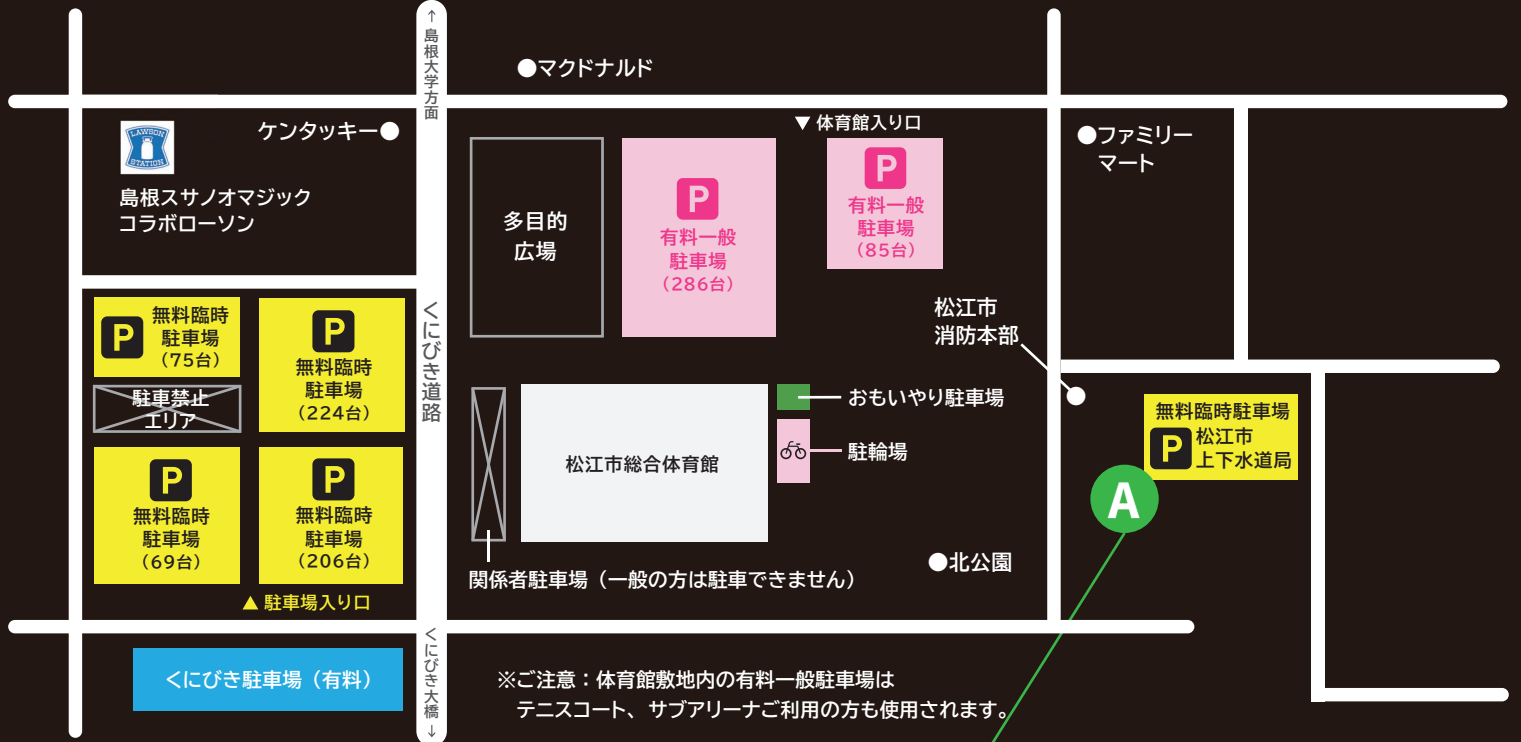 ↑島根大学方面
●マクドナルド
LAWSON
STATION
ケンタッキー●
島根スサノオマジック
コラボローソン
多目的
広場
P
有料一般
駐車場
(286台)
▼ 体育館入り口
P
有料一般
駐車場
(85台)
●ファミリー
マート
P
無料臨時
駐車場
(75台)
P
無料臨時
駐車場
(224台)
駐車禁止
エリア
P
無料臨時
駐車場
(69台)
P
無料臨時
駐車場
(206台)
▲ 駐車場入り口
くにびき道路
松江市
消防本部
おもいやり駐車場
駐輪場
松江市総合体育館
関係者駐車場（一般の方は駐車できません）
●北公園
無料臨時駐車場
P
松江市
上下水道局
A
くにびき駐車場（有料）
くにびき大橋↓
※ご注意：体育館敷地内の有料一般駐車場は
テニスコート、サブアリーナご利用の方も使用されます。